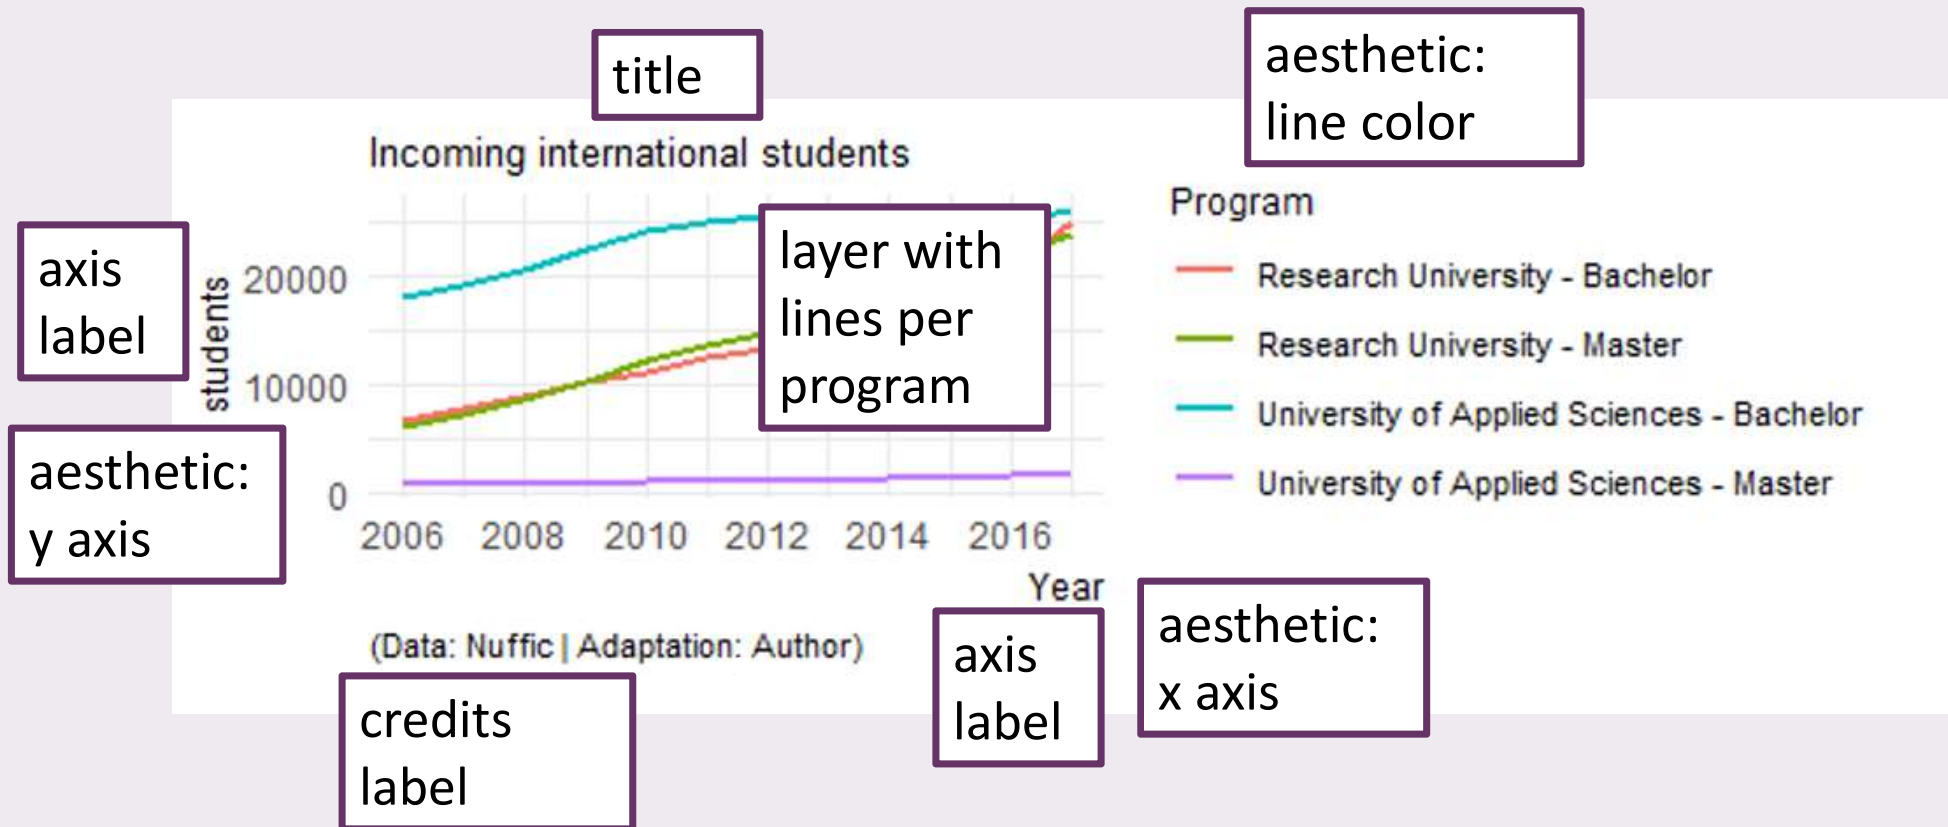 title
aesthetic:
line color
Incoming international students
Program
axis
label
students
20000
10000
0
layer with
lines per
program
Research University - Bachelor
Research University - Master
University of Applied Sciences - Bachelor
University of Applied Sciences - Master
aesthetic:
y axis
2006 2008 2010 2012 2014 2016
Year
(Data: Nuffic | Adaptation: Author)
axis
label
aesthetic:
x axis
credits
label